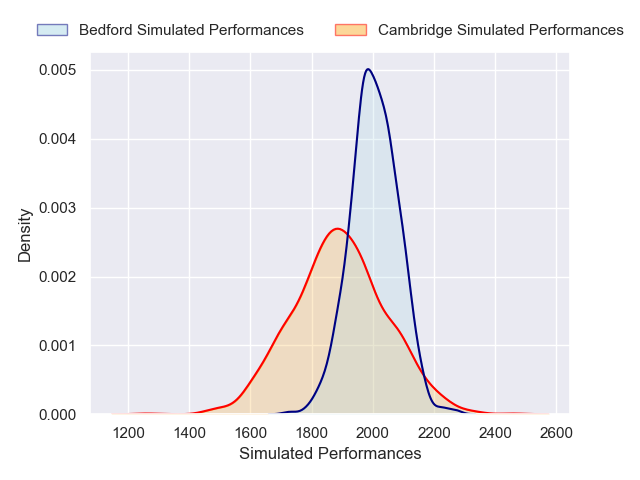 Bedford Simulated Performances Cambridge Simulated Performances
0.005
0.004
0.003
0.002
0.001
0.000
Density
1200 1400 1600 1800 2000 2200 2400 2600
Simulated Performances